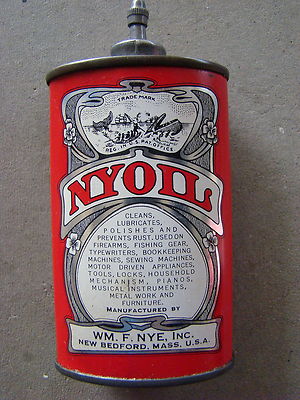 TRADE MARK
REG. IN U.S. PAT. OFFICE
NYOIL
CLEANS,
LUBRICATES,
POLISHES AND
PREVENTS RUST. USED ON
FIREARMS, FISHING GEAR,
TYPEWRITERS, BOOKKEEPING
MACHINES, SEWING MACHINES,
MOTOR DRIVEN APPLIANCES,
TOOLS, LOCKS, HOUSEHOLD
MECHANISM, PIANOS,
MUSICAL INSTRUMENTS,
METAL WORK AND
FURNITURE.
MANUFACTURED BY
WM. F. NYE, INC.
NEW BEDFORD, MASS. U.S.A.